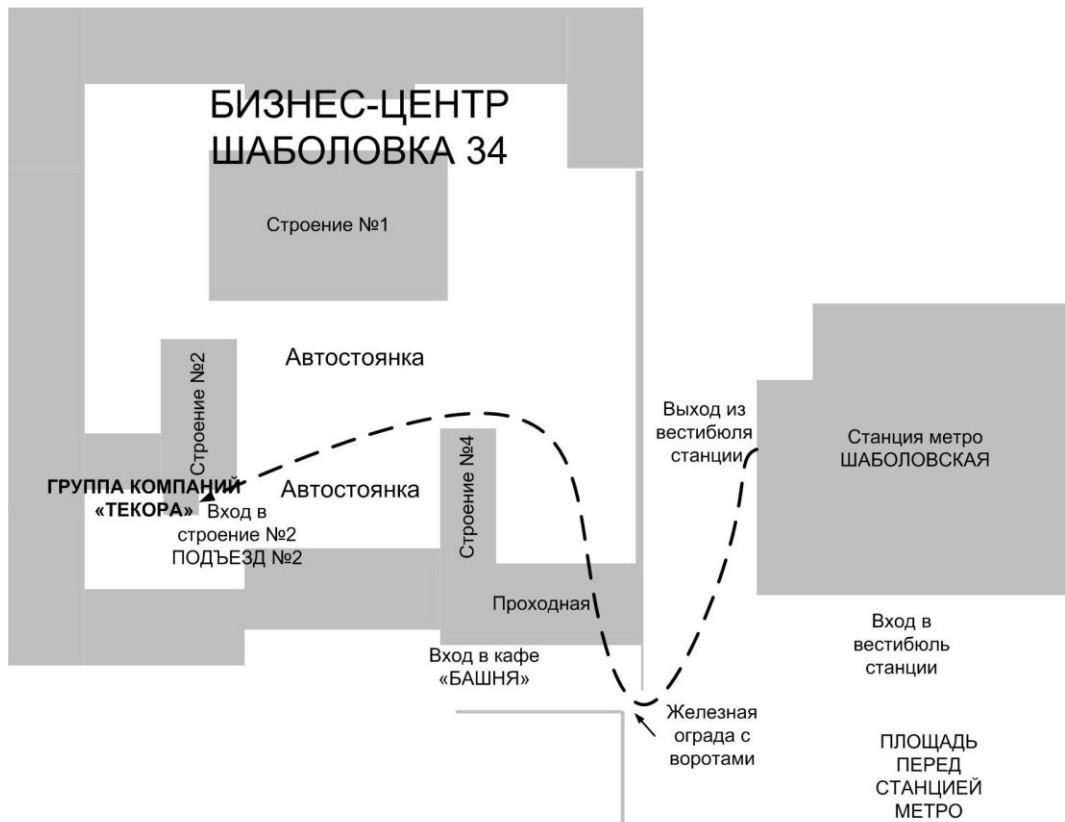 БИЗНЕС-ЦЕНТР
ШАБОЛОВКА 34
Строение №1
Автостоянка
Строение №2
Выход из
вестибюля
станции
Станция метро
ШАБОЛОВСКАЯ
Строение №4
ГРУППА КОМПАНИЙ
«ТЕКОРА»
Автостоянка
Вход в
строение №2
ПОДЪЕЗД №2
Проходная
Вход в
вестибюль
станции
Вход в кафе
«БАШНЯ»
Железная
ограда с
воротами
ПЛОЩАДЬ
ПЕРЕД
СТАНЦИЕЙ
МЕТРО